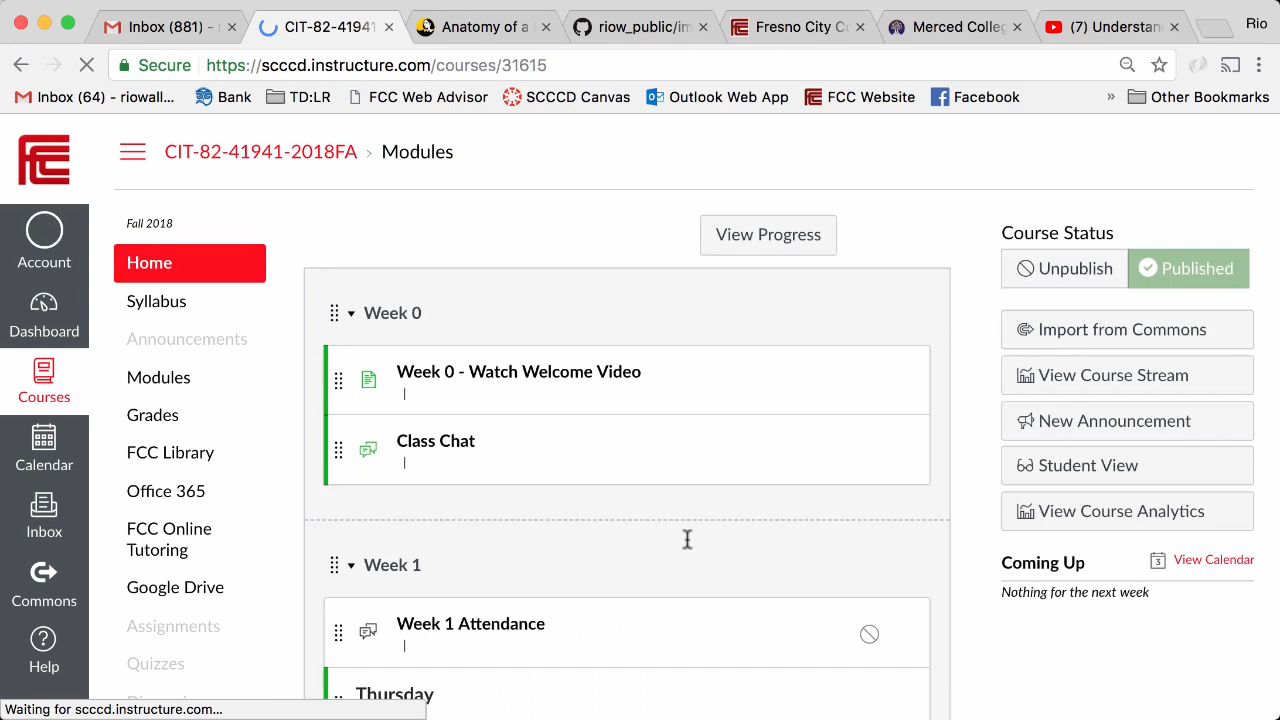 Inbox (881) -
CIT-82-4194
Anatomy of a
riow_public/im
Fresno City Co
Merced Colleg
(7) Understan
Rio
Secure
https://scccd.instructure.com/courses/31615
Inbox (64) - riowall...
Bank
TD:LR
FCC Web Advisor
SCCCD Canvas
Outlook Web App
FCC Website
Facebook
»
Other Bookmarks
CIT-82-41941-2018FA › Modules
Fall 2018
View Progress
Course Status
Account
Home
Unpublish
Published
Syllabus
Week 0
Dashboard
Announcements
Import from Commons
Week 0 - Watch Welcome Video
|
Modules
View Course Stream
Courses
Grades
New Announcement
Class Chat
|
Calendar
FCC Library
Student View
Office 365
View Course Analytics
Inbox
FCC Online
Tutoring
Week 1
Coming Up
View Calendar
Nothing for the next week
Google Drive
Commons
Week 1 Attendance
|
Assignments
Help
Quizzes
Thursday
Waiting for scccd.instructure.com...